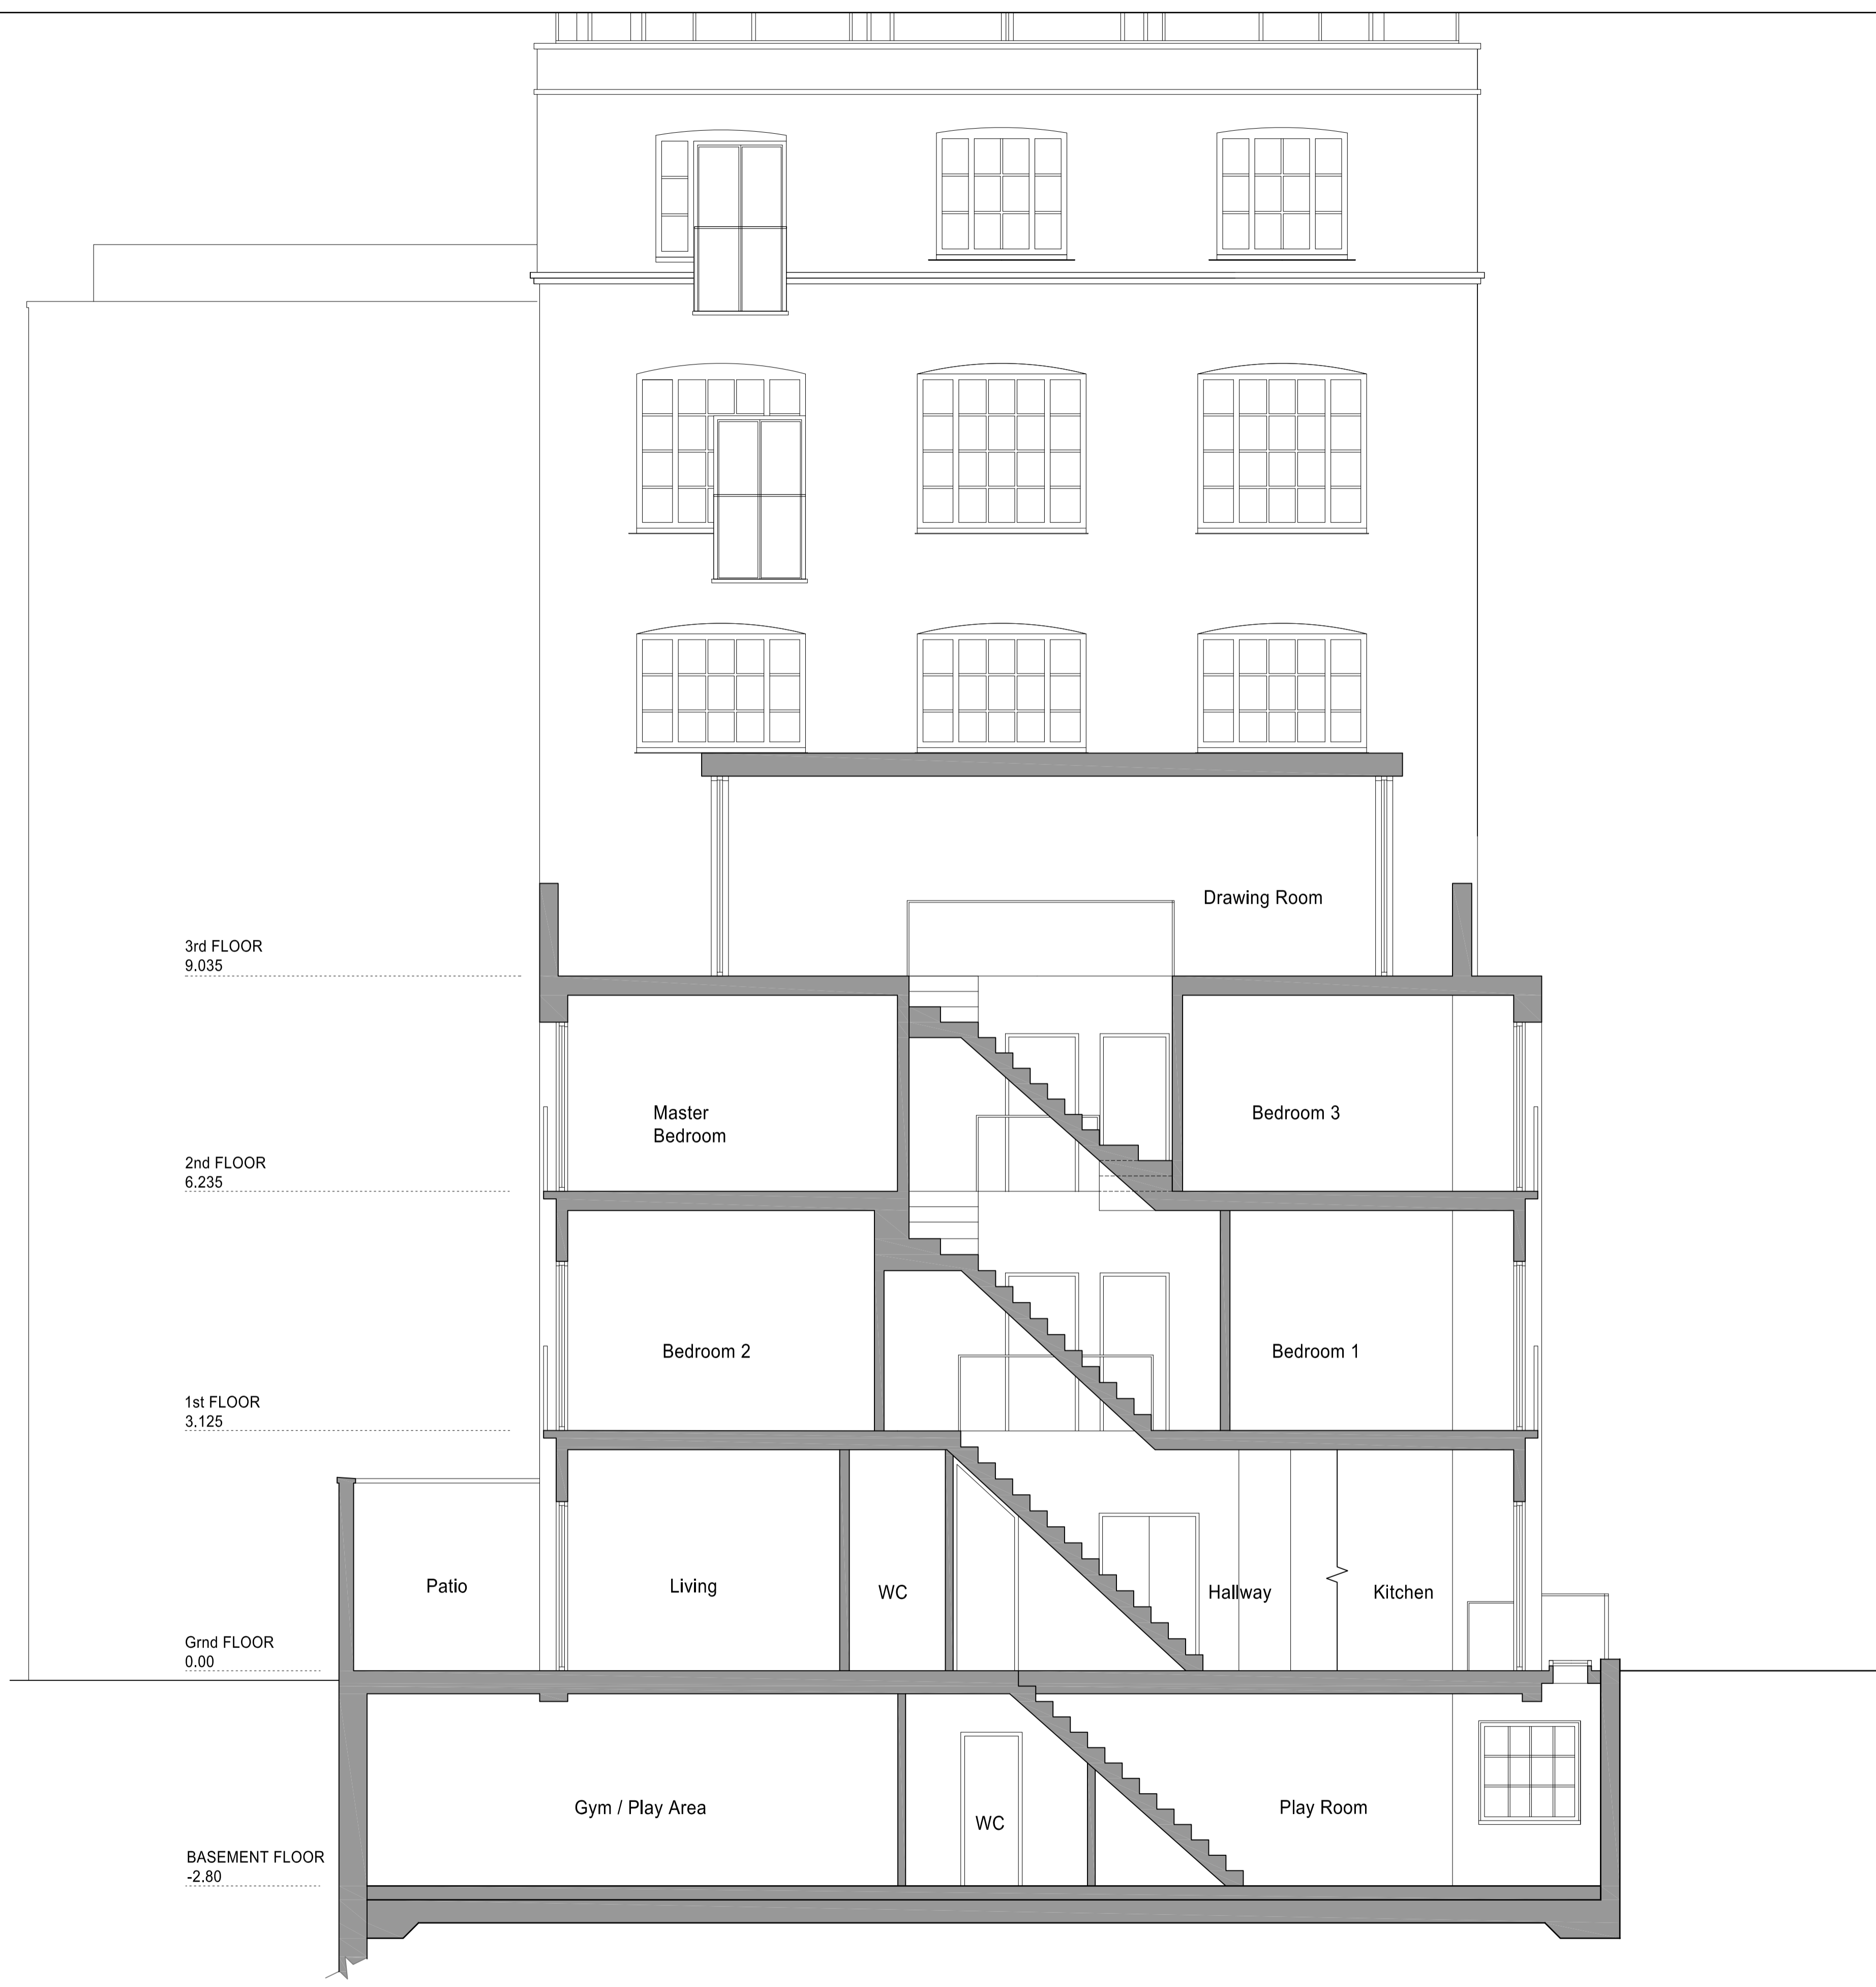 Drawing Room
3rd FLOOR
9.035
Master
Bedroom
Bedroom 3
2nd FLOOR
6.235
Bedroom 2
Bedroom 1
1st FLOOR
3.125
Patio
Living
WC
Hallway
Kitchen
Grnd FLOOR
0.00
Gym / Play Area
WC
Play Room
BASEMENT FLOOR
-2.80